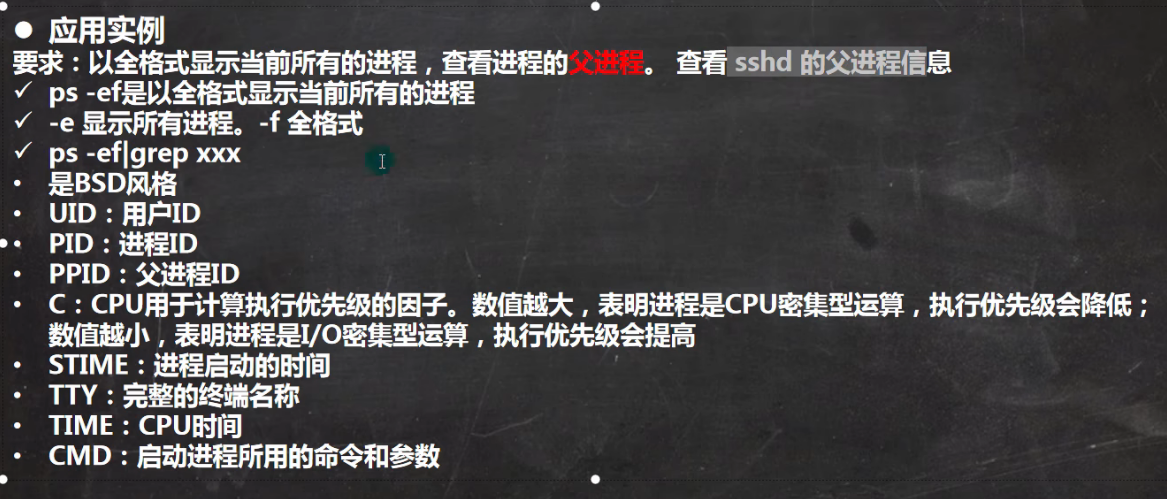 ● 应用实例
要求：以全格式显示当前所有的进程，查看进程的父进程。 查看 sshd 的父进程信息
✓ ps -ef是以全格式显示当前所有的进程
✓ -e 显示所有进程。-f 全格式
✓ ps -ef|grep xxx
• 是BSD风格
• UID：用户ID
• PID：进程ID
• PPID：父进程ID
• C：CPU用于计算执行优先级的因子。数值越大，表明进程是CPU密集型运算，执行优先级会降低；
数值越小，表明进程是I/O密集型运算，执行优先级会提高
• STIME：进程启动的时间
• TTY：完整的终端名称
• TIME：CPU时间
• CMD：启动进程所用的命令和参数